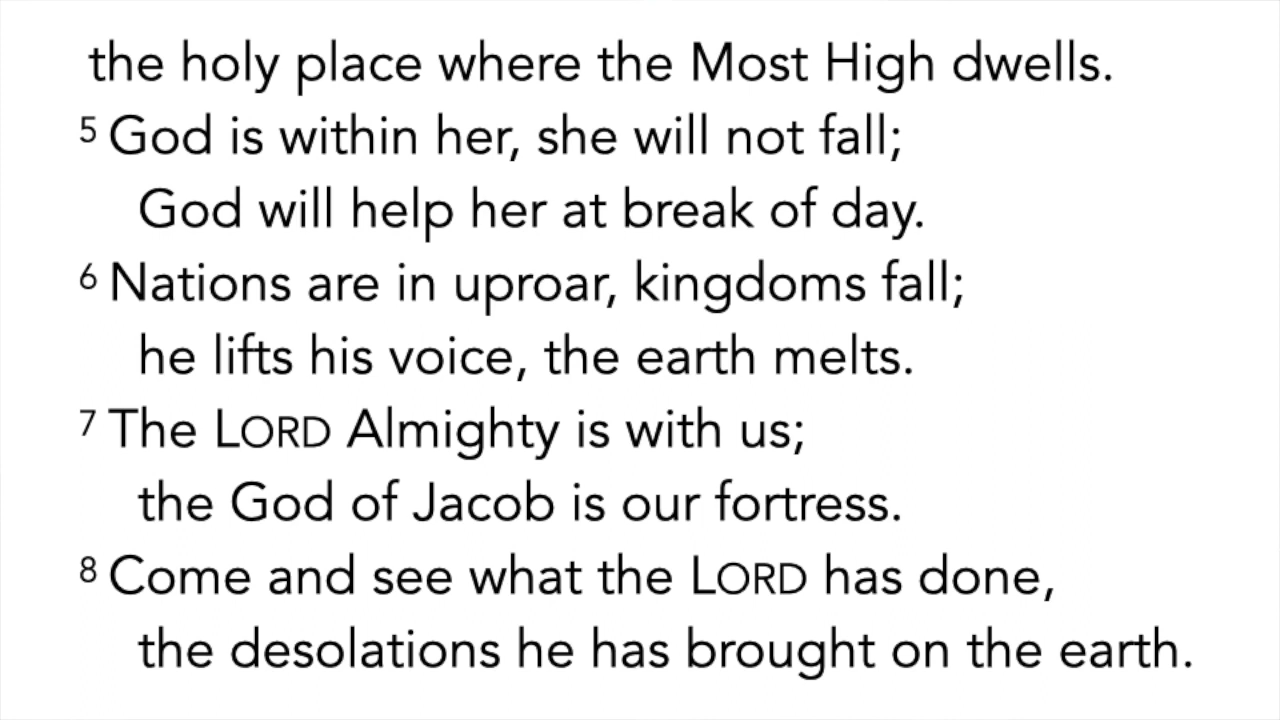 the holy place where the Most High dwells.
5 God is within her, she will not fall;
God will help her at break of day.
6 Nations are in uproar, kingdoms fall;
he lifts his voice, the earth melts.
7 The LORD Almighty is with us;
the God of Jacob is our fortress.
8 Come and see what the LORD has done,
the desolations he has brought on the earth.